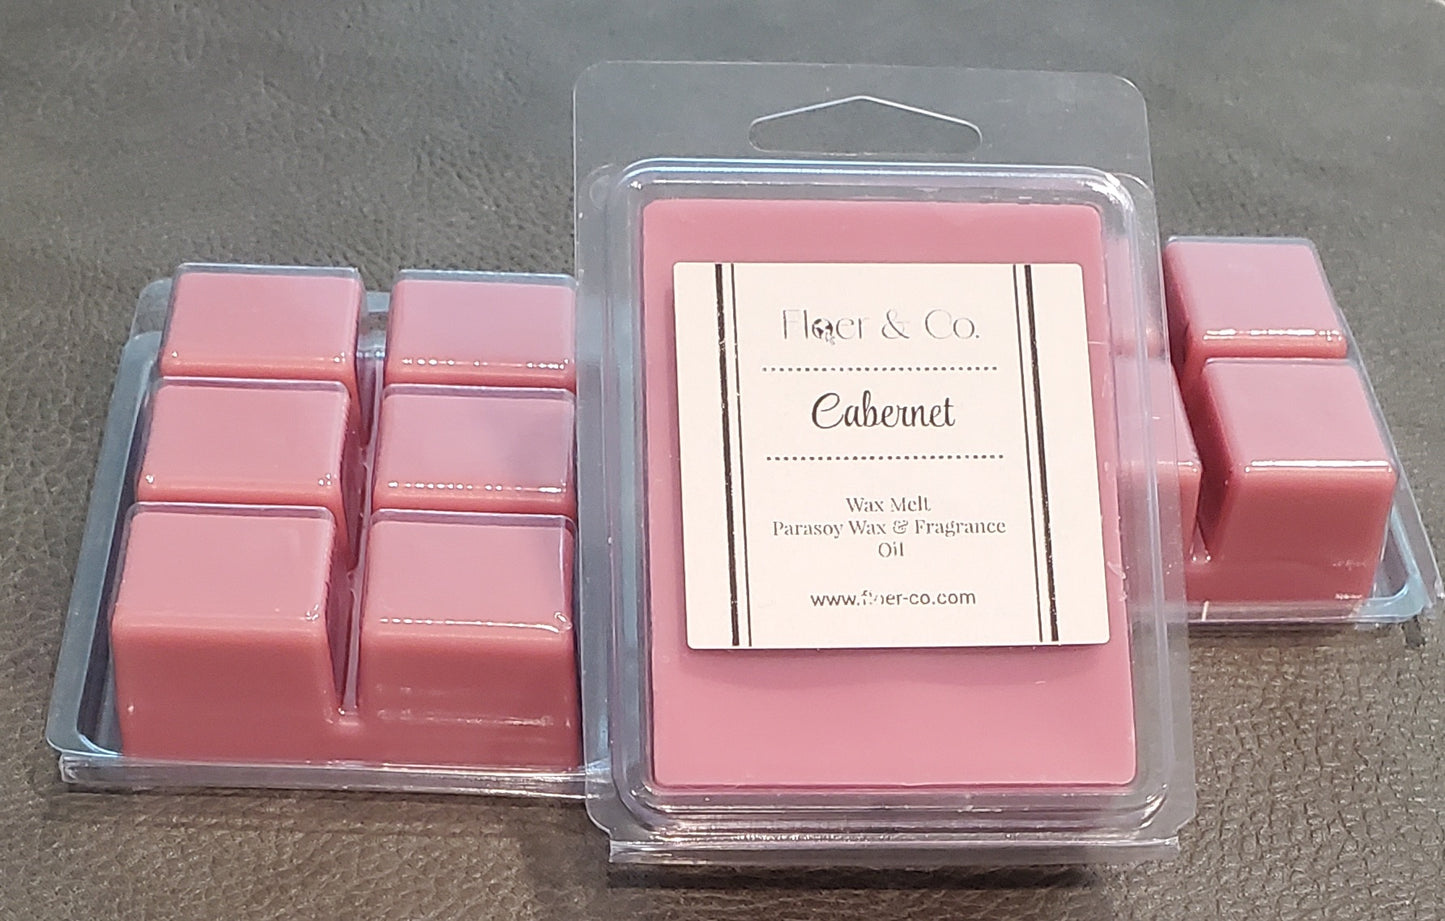 Floer & Co.
Cabernet
Wax Melt
Parasoy Wax & Fragrance
Oil
www.floer-co.com